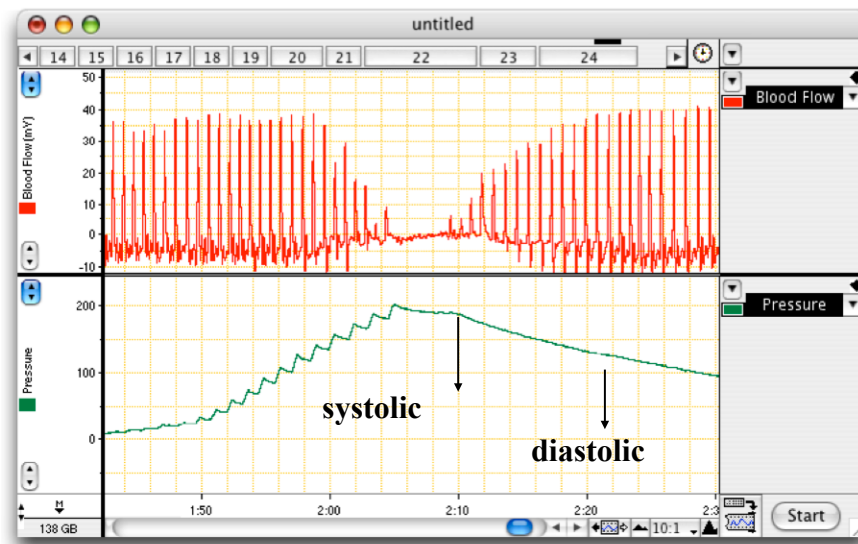 untitled
14 15 16 17 18 19 20 21 22 23 24
Blood Flow (mY)
50
40
30
20
10
0
-10
Blood Flow
Pressure
200
100
0
systolic
diastolic
Pressure
1:50 2:00 2:10 2:20 2:3
M
138 GB
10:1
Start